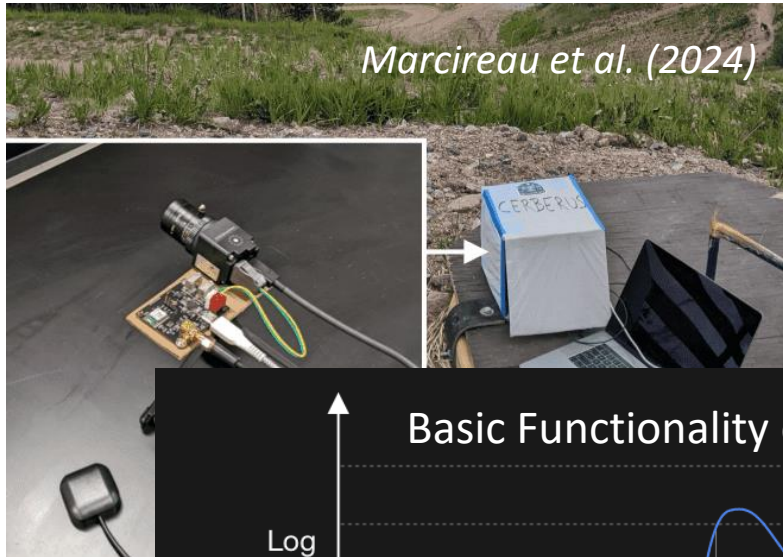 Marcireau et al. (2024)
CERBERUS
Basic Functionality (
Log